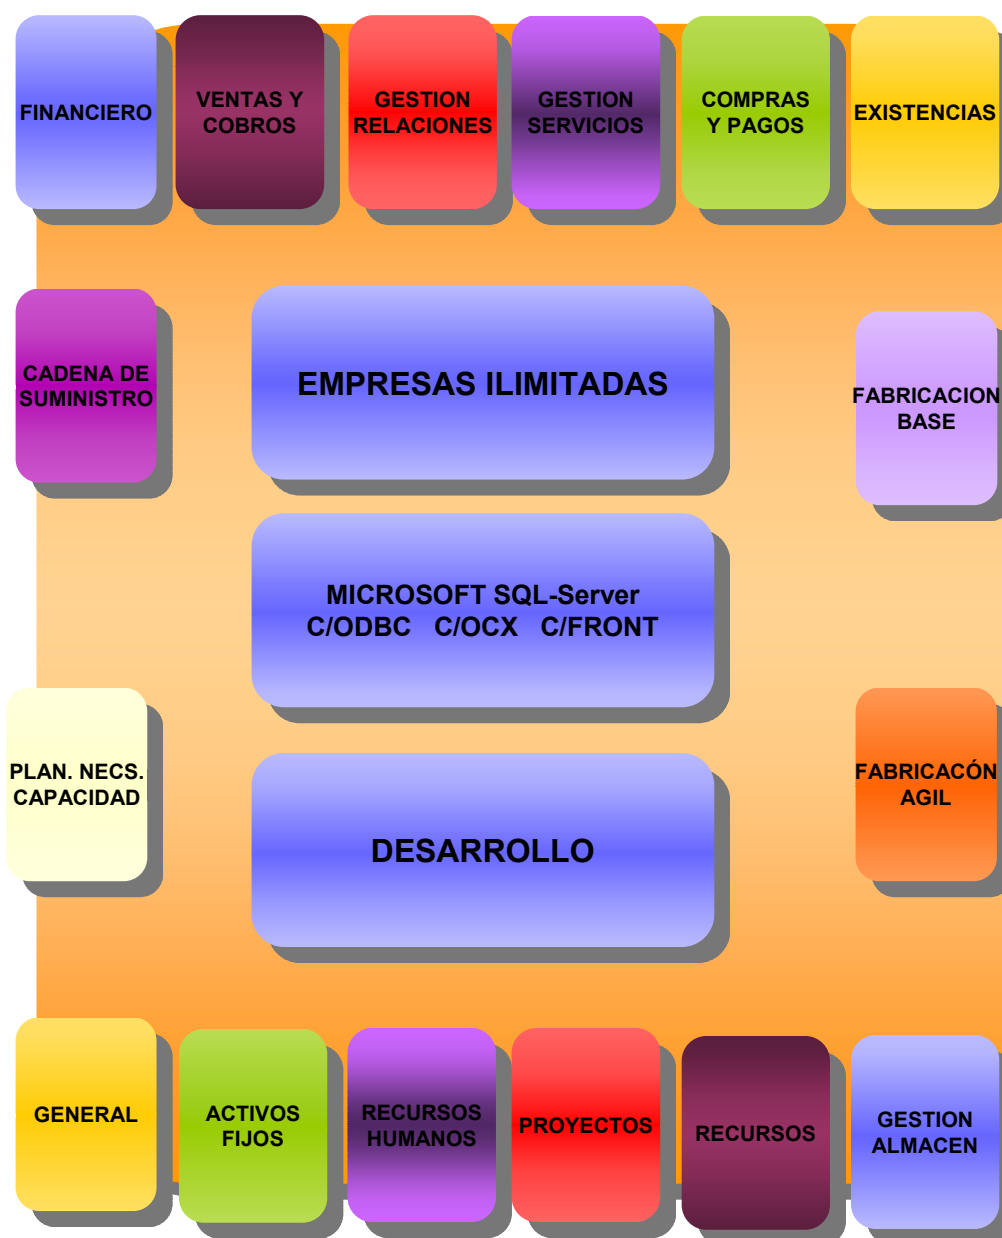 FINANCIERO
VENTAS Y
COBROS
GESTION
RELACIONES
GESTION
SERVICIOS
COMPRAS
Y PAGOS
EXISTENCIAS
CADENA DE
SUMINISTRO
EMPRESAS ILIMITADAS
FABRICACION
BASE
MICROSOFT SQL-Server
C/ODBC C/OCX C/FRONT
PLAN. NECS.
CAPACIDAD
FABRICACÓN
AGIL
DESARROLLO
GENERAL
ACTIVOS
FIJOS
RECURSOS
HUMANOS
PROYECTOS
RECURSOS
GESTION
ALMACEN